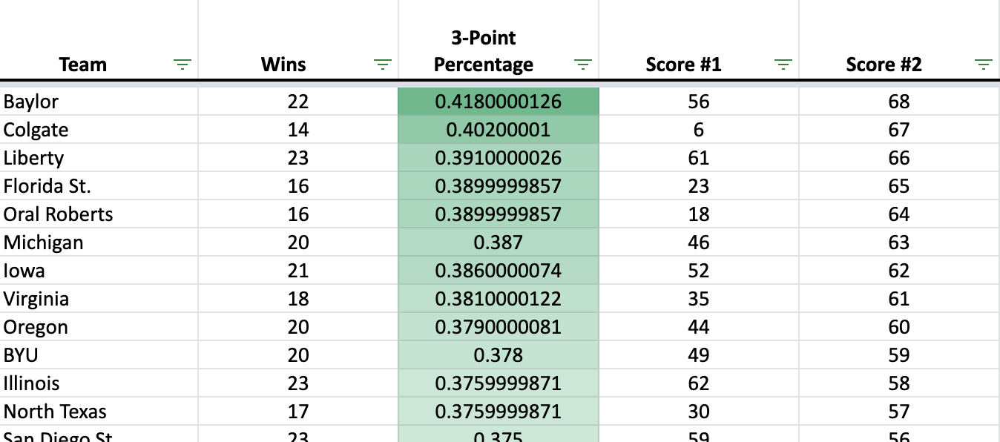 Team Wins 3-Point Percentage Score #1 Score #2
Baylor 22 0.4180000126 56 68
Colgate 14 0.40200001 6 67
Liberty 23 0.3910000026 61 66
Florida St. 16 0.3899999857 23 65
Oral Roberts 16 0.3899999857 18 64
Michigan 20 0.387 46 63
Iowa 21 0.3860000074 52 62
Virginia 18 0.3810000122 35 61
Oregon 20 0.3790000081 44 60
BYU 20 0.378 49 59
Illinois 23 0.3759999871 62 58
North Texas 17 0.3759999871 30 57
San Diego St 23 0.375 59 56